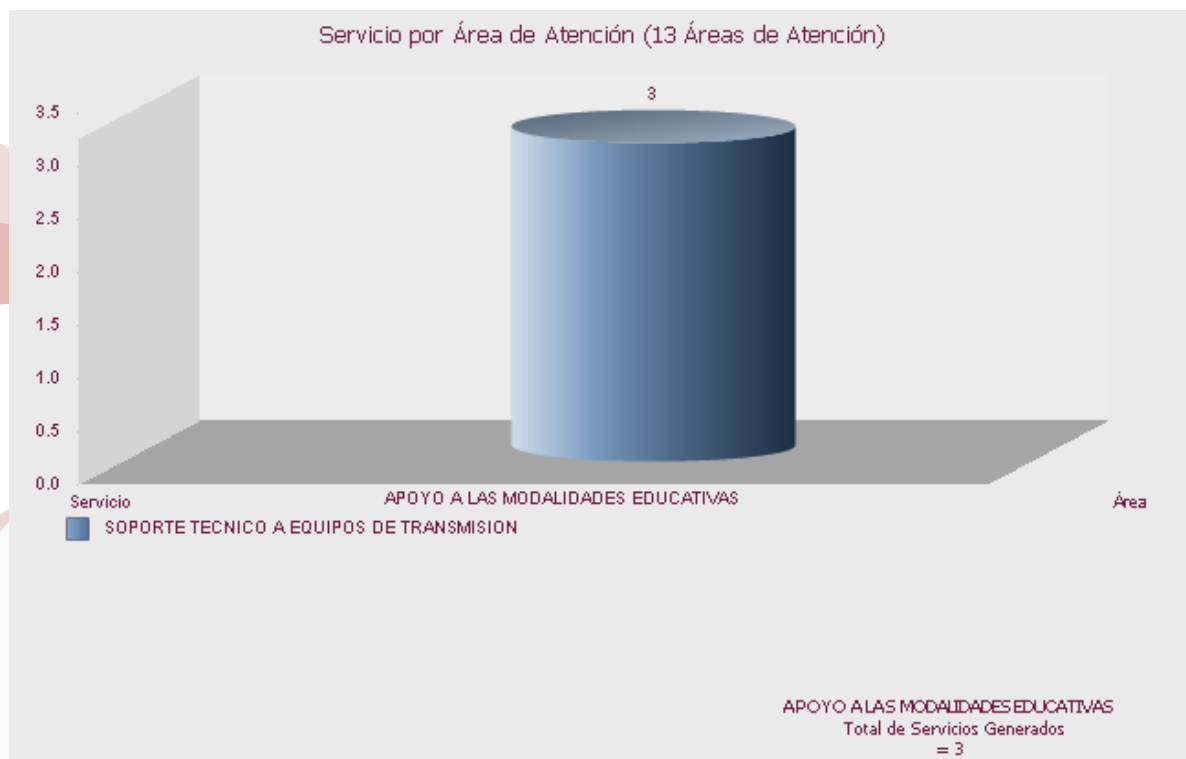 Servicio por Área de Atención (13 Áreas de Atención)
3
3.5
3.0
2.5
2.0
1.5
1.0
0.5
0.0
Servicio
APOYO A LAS MODALIDADES EDUCATIVAS
Área
SOPORTE TECNICO A EQUIPOS DE TRANSMISION
APOYO A LAS MODALIDADES EDUCATIVAS
Total de Servicios Generados
= 3